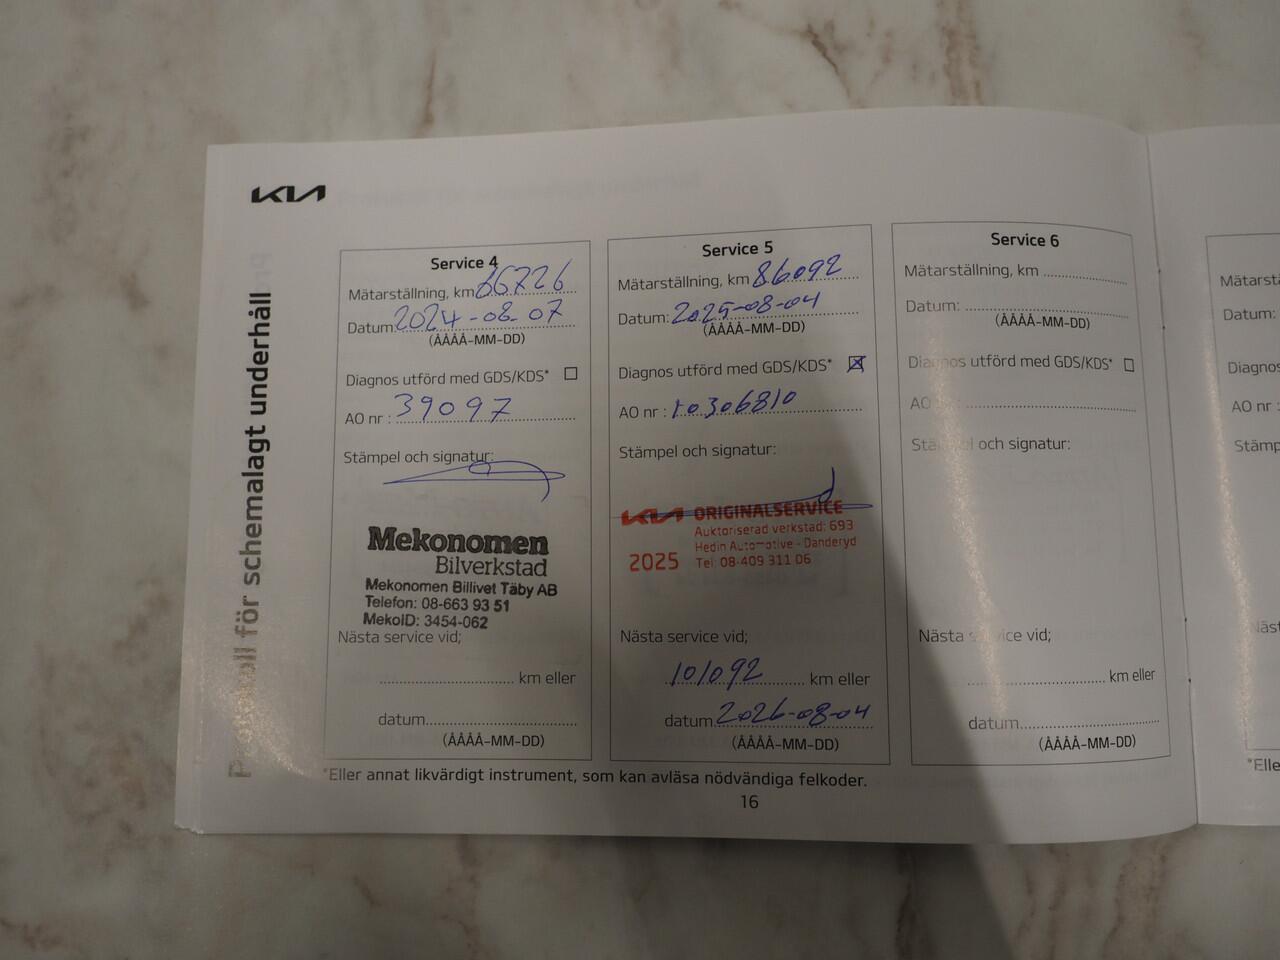 KIA
Protokoll för schemalagt underhåll
Service 4
Mätarställning, km 66726
Datum: 2024-08-07
(ÅÅÅÅ-MM-DD)
Diagnos utförd med GDS/KDS* ☐
AO nr : 39097
Stämpel och signatur:
Mekonomen
Bilverkstad
Mekonomen Billivet Täby AB
Telefon: 08-663 93 51
MekoID: 3454-062
Nästa service vid;
km eller
datum
(ÅÅÅÅ-MM-DD)
Service 5
Mätarställning, km 86092
Datum: 2025-08-04
(ÅÅÅÅ-MM-DD)
Diagnos utförd med GDS/KDS* ☒
AO nr : 10306810
Stämpel och signatur:
KIA ORIGINALSERVICE
Auktoriserad verkstad: 693
Hedin Automotive - Danderyd
2025 Tel: 08-409 311 06
Nästa service vid;
101092 km eller
datum 2026-08-04
(ÅÅÅÅ-MM-DD)
Service 6
Mätarställning, km
Datum:
(ÅÅÅÅ-MM-DD)
Diagnos utförd med GDS/KDS* ☐
AO nr :
Stämpel och signatur:
Nästa service vid;
km eller
datum
(ÅÅÅÅ-MM-DD)
*Eller annat likvärdigt instrument, som kan avläsa nödvändiga felkoder.
16
Datum:
AO nr :